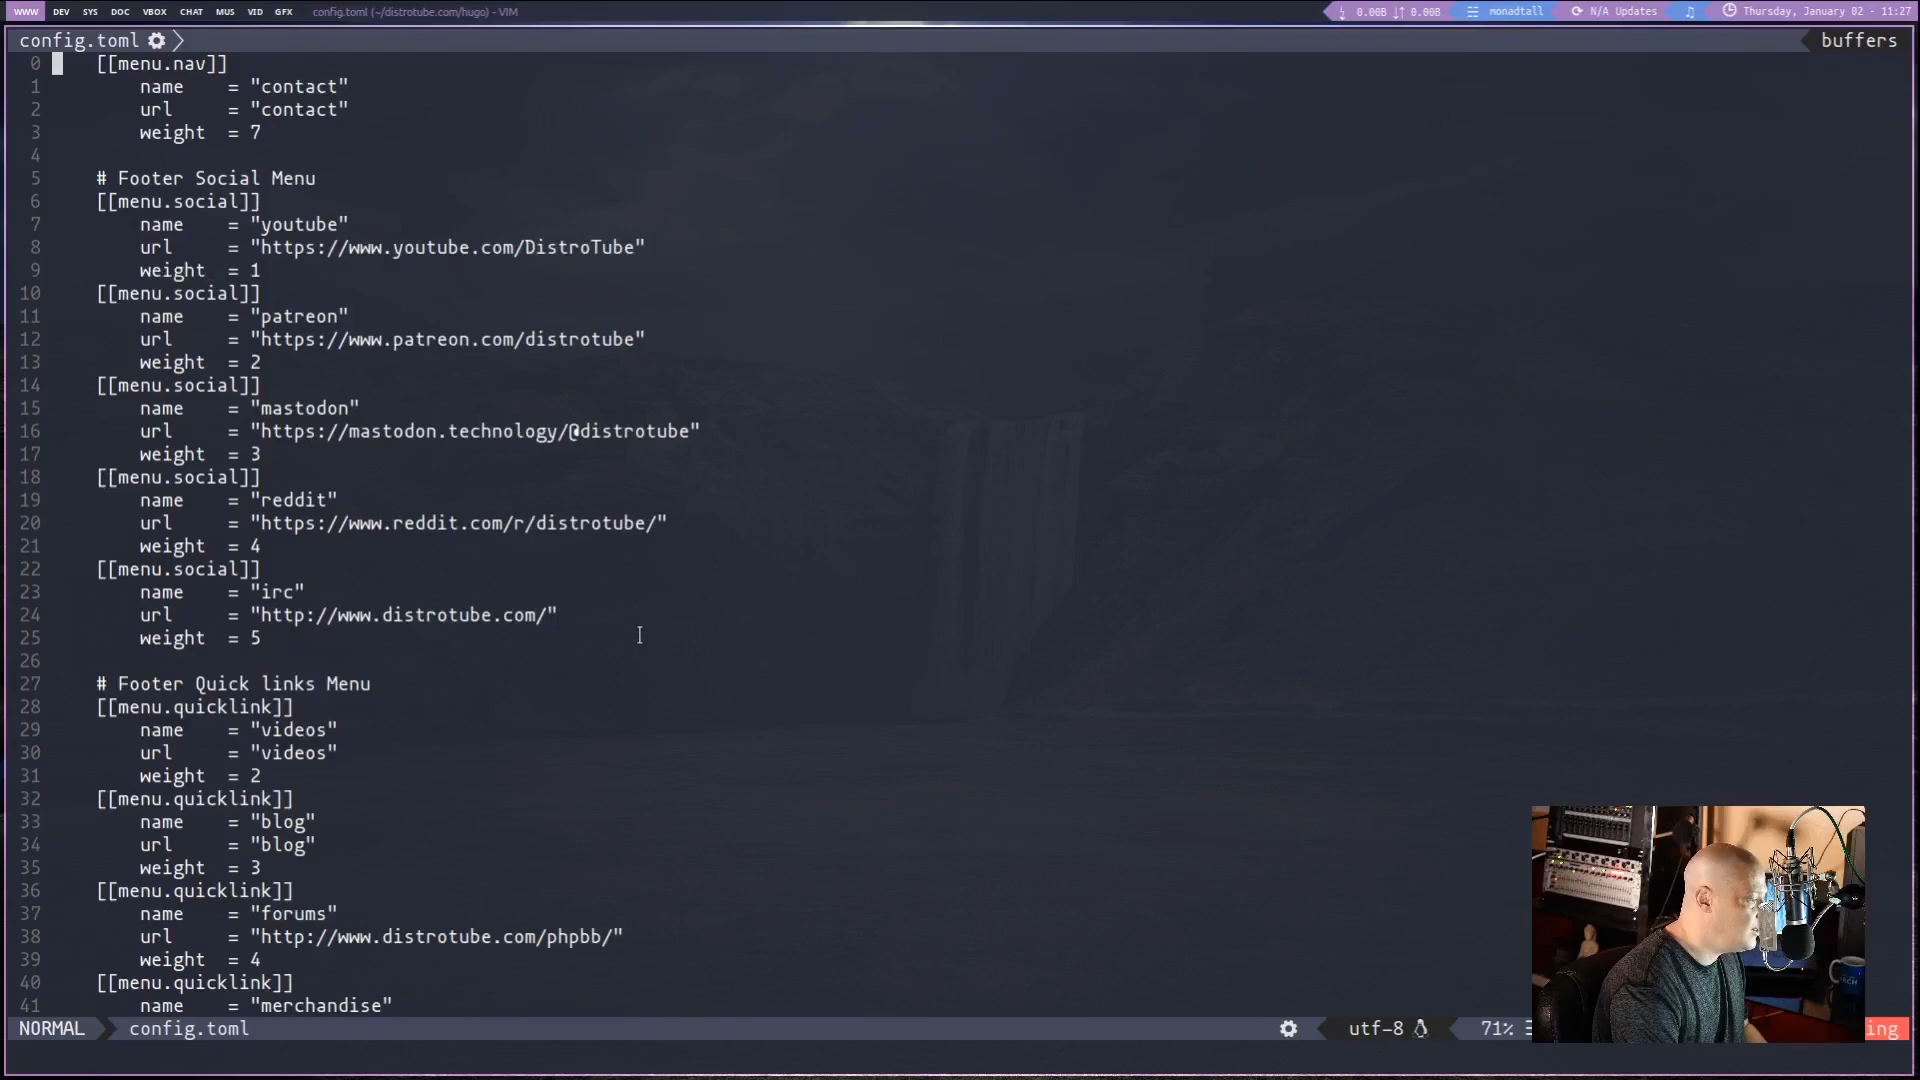 WWW DEV SYS DOC VBOX CHAT MUS VID GFX config.toml (~/distrotube.com/hugo) - VIM 0.00B 0.00B monadtall N/A Updates Thursday, January 02 - 11:27
config.toml buffers
0 [[menu.nav]]
1 name = "contact"
2 url = "contact"
3 weight = 7
4
5 # Footer Social Menu
6 [[menu.social]]
7 name = "youtube"
8 url = "https://www.youtube.com/DistroTube"
9 weight = 1
10 [[menu.social]]
11 name = "patreon"
12 url = "https://www.patreon.com/distrotube"
13 weight = 2
14 [[menu.social]]
15 name = "mastodon"
16 url = "https://mastodon.technology/@distrotube"
17 weight = 3
18 [[menu.social]]
19 name = "reddit"
20 url = "https://www.reddit.com/r/distrotube/"
21 weight = 4
22 [[menu.social]]
23 name = "irc"
24 url = "http://www.distrotube.com/"
25 weight = 5
26
27 # Footer Quick links Menu
28 [[menu.quicklink]]
29 name = "videos"
30 url = "videos"
31 weight = 2
32 [[menu.quicklink]]
33 name = "blog"
34 url = "blog"
35 weight = 3
36 [[menu.quicklink]]
37 name = "forums"
38 url = "http://www.distrotube.com/phpbb/"
39 weight = 4
40 [[menu.quicklink]]
41 name = "merchandise"
NORMAL config.toml utf-8 71% ing